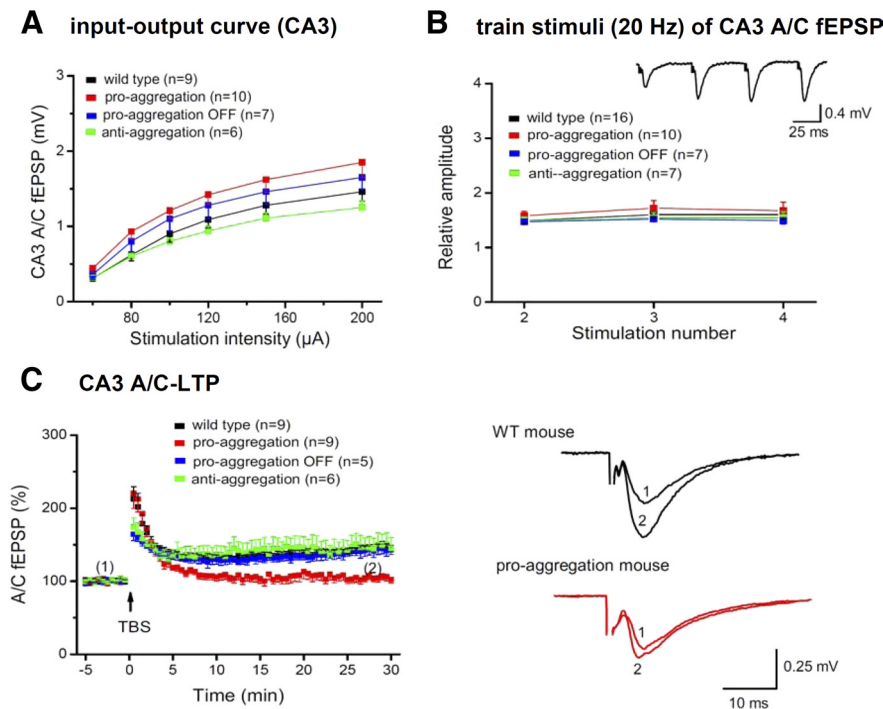 A input-output curve (CA3)
3
2
1
0
CA3 A/C fEPSP (mV)
wild type (n=9)
pro-aggregation (n=10)
pro-aggregation OFF (n=7)
anti-aggregation (n=6)
80 120 160 200
Stimulation intensity (µA)
B train stimuli (20 Hz) of CA3 A/C fEPSP
4
3
2
1
0
Relative amplitude
wild type (n=16)
pro-aggregation (n=10)
pro-aggregation OFF (n=7)
anti--aggregation (n=7)
0.4 mV
25 ms
2 3 4
Stimulation number
C CA3 A/C-LTP
300
200
100
0
A/C fEPSP (%)
wild type (n=9)
pro-aggregation (n=9)
pro-aggregation OFF (n=5)
anti-aggregation (n=6)
(1)
(2)
TBS
-5 0 5 10 15 20 25 30
Time (min)
WT mouse
1
2
pro-aggregation mouse
1
2
0.25 mV
10 ms